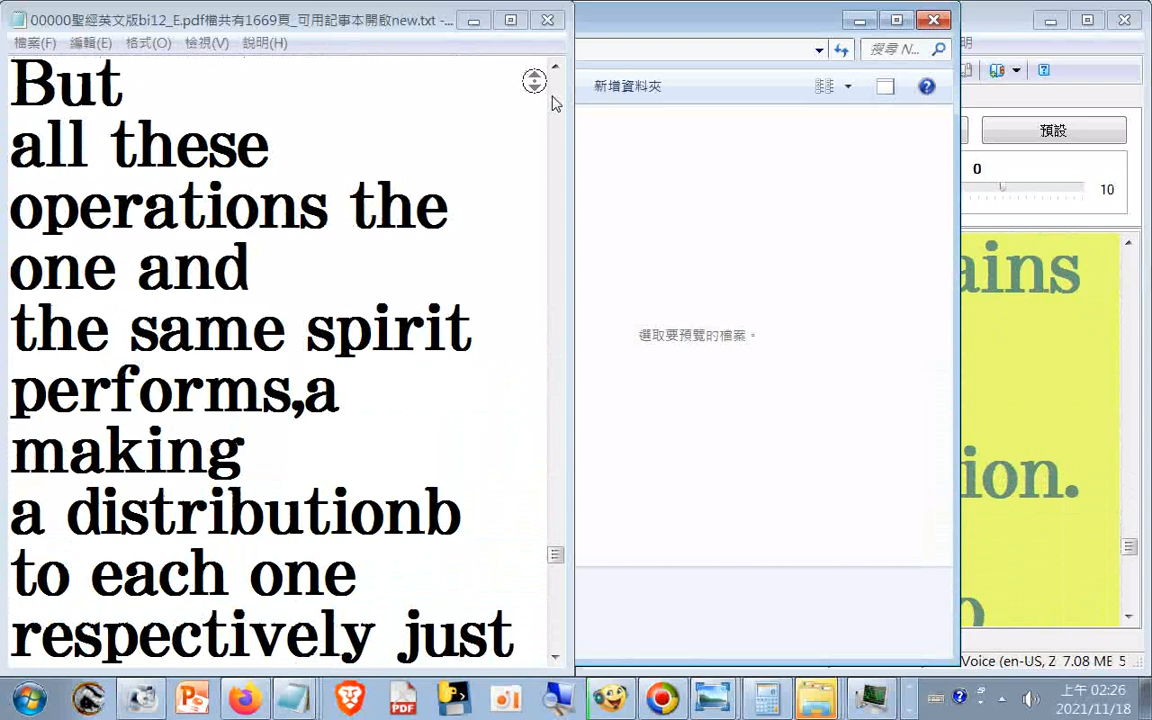 00000聖經英文版bi12_E.pdf檔共有1669頁_可用記事本開啟new.txt -...
檔案(F) 編輯(E) 格式(O) 檢視(V) 說明(H)
But
all these
operations the
one and
the same spirit
performs,a
making
a distributionb
to each one
respectively just
搜尋 N...
新增資料夾
選取要預覽的檔案。
明
預設
0
10
ains
ion.
Voice (en-US, Z 7.08 MB 5
PDF
上午 02:26
2021/11/18